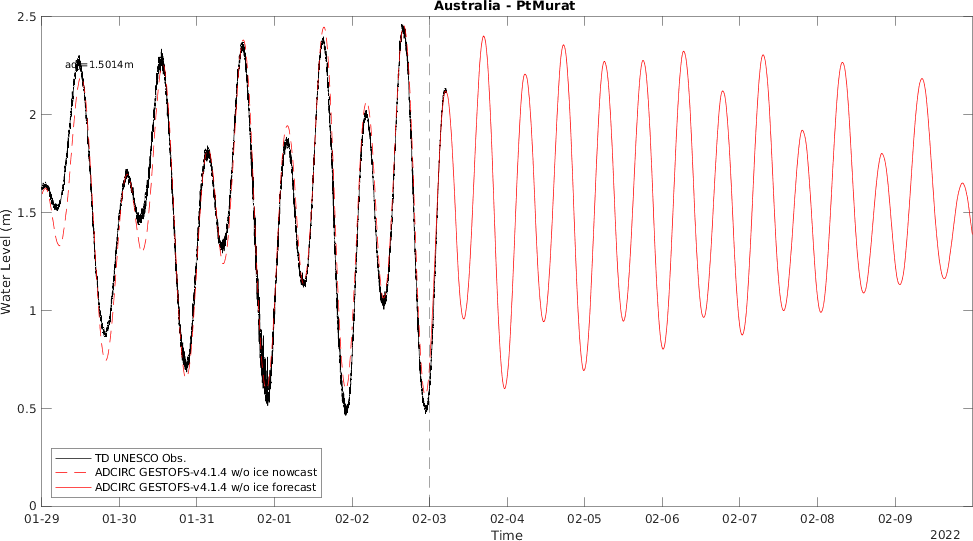 Australia - PtMurat
2.5
2
1.5
1
0.5
0
Water Level (m)
=1.5014m
TD UNESCO Obs.
ADCIRC GESTOFS-v4.1.4 w/o ice nowcast
ADCIRC GESTOFS-v4.1.4 w/o ice forecast
01-29 01-30 01-31 02-01 02-02 02-03 02-04 02-05 02-06 02-07 02-08 02-09
Time
2022